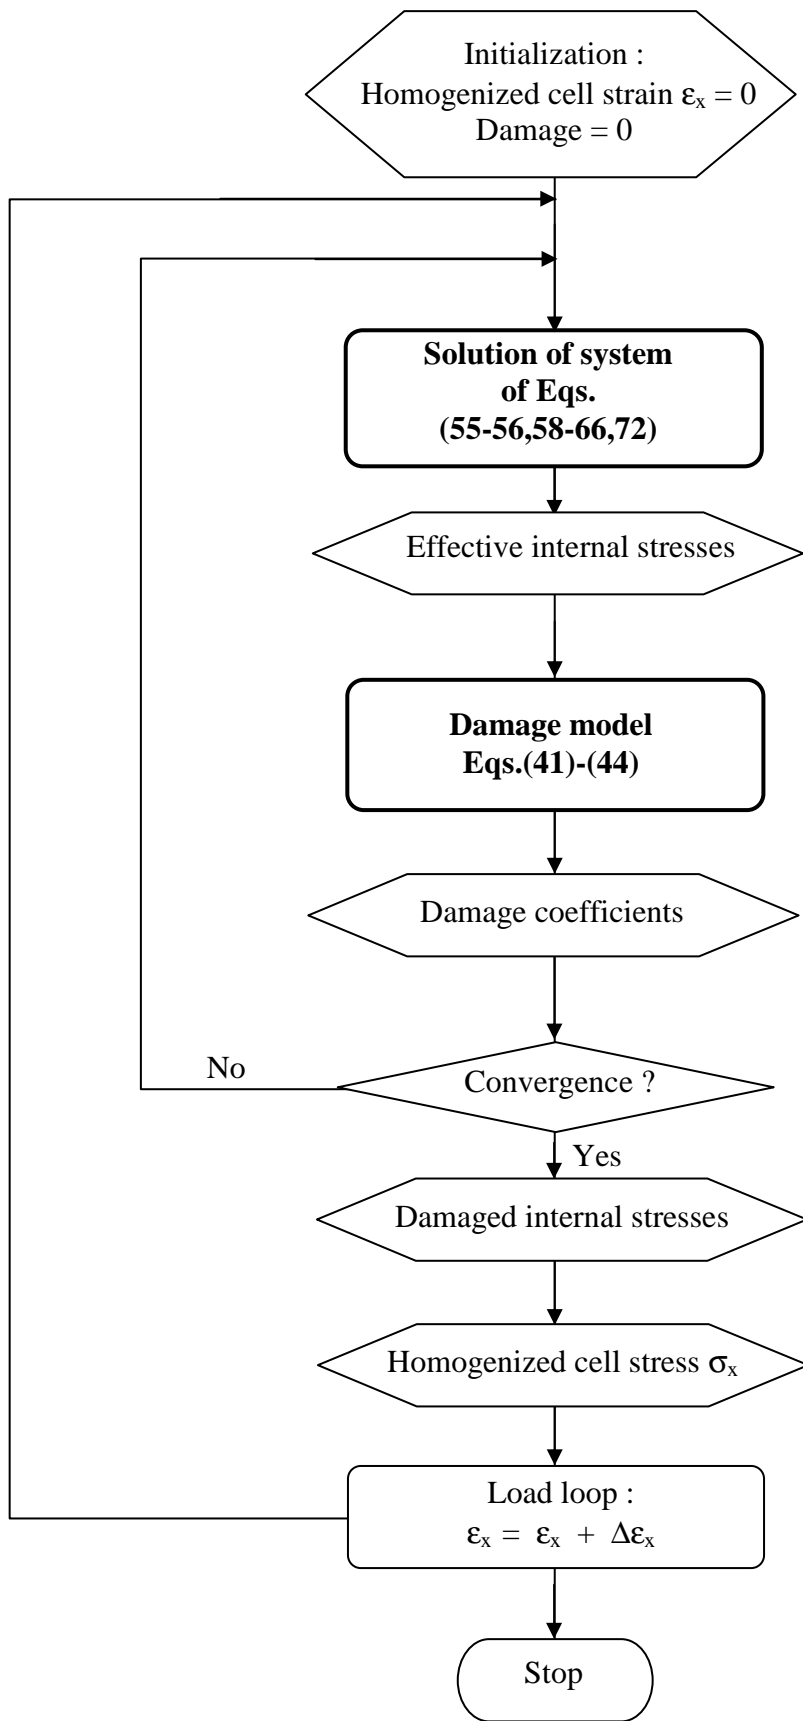 Initialization :
Homogenized cell strain εx = 0
Damage = 0
Solution of system
of Eqs.
(55-56,58-66,72)
Effective internal stresses
Damage model
Eqs.(41)-(44)
Damage coefficients
No
Convergence ?
Yes
Damaged internal stresses
Homogenized cell stress σx
Load loop :
εx = εx + Δεx
Stop